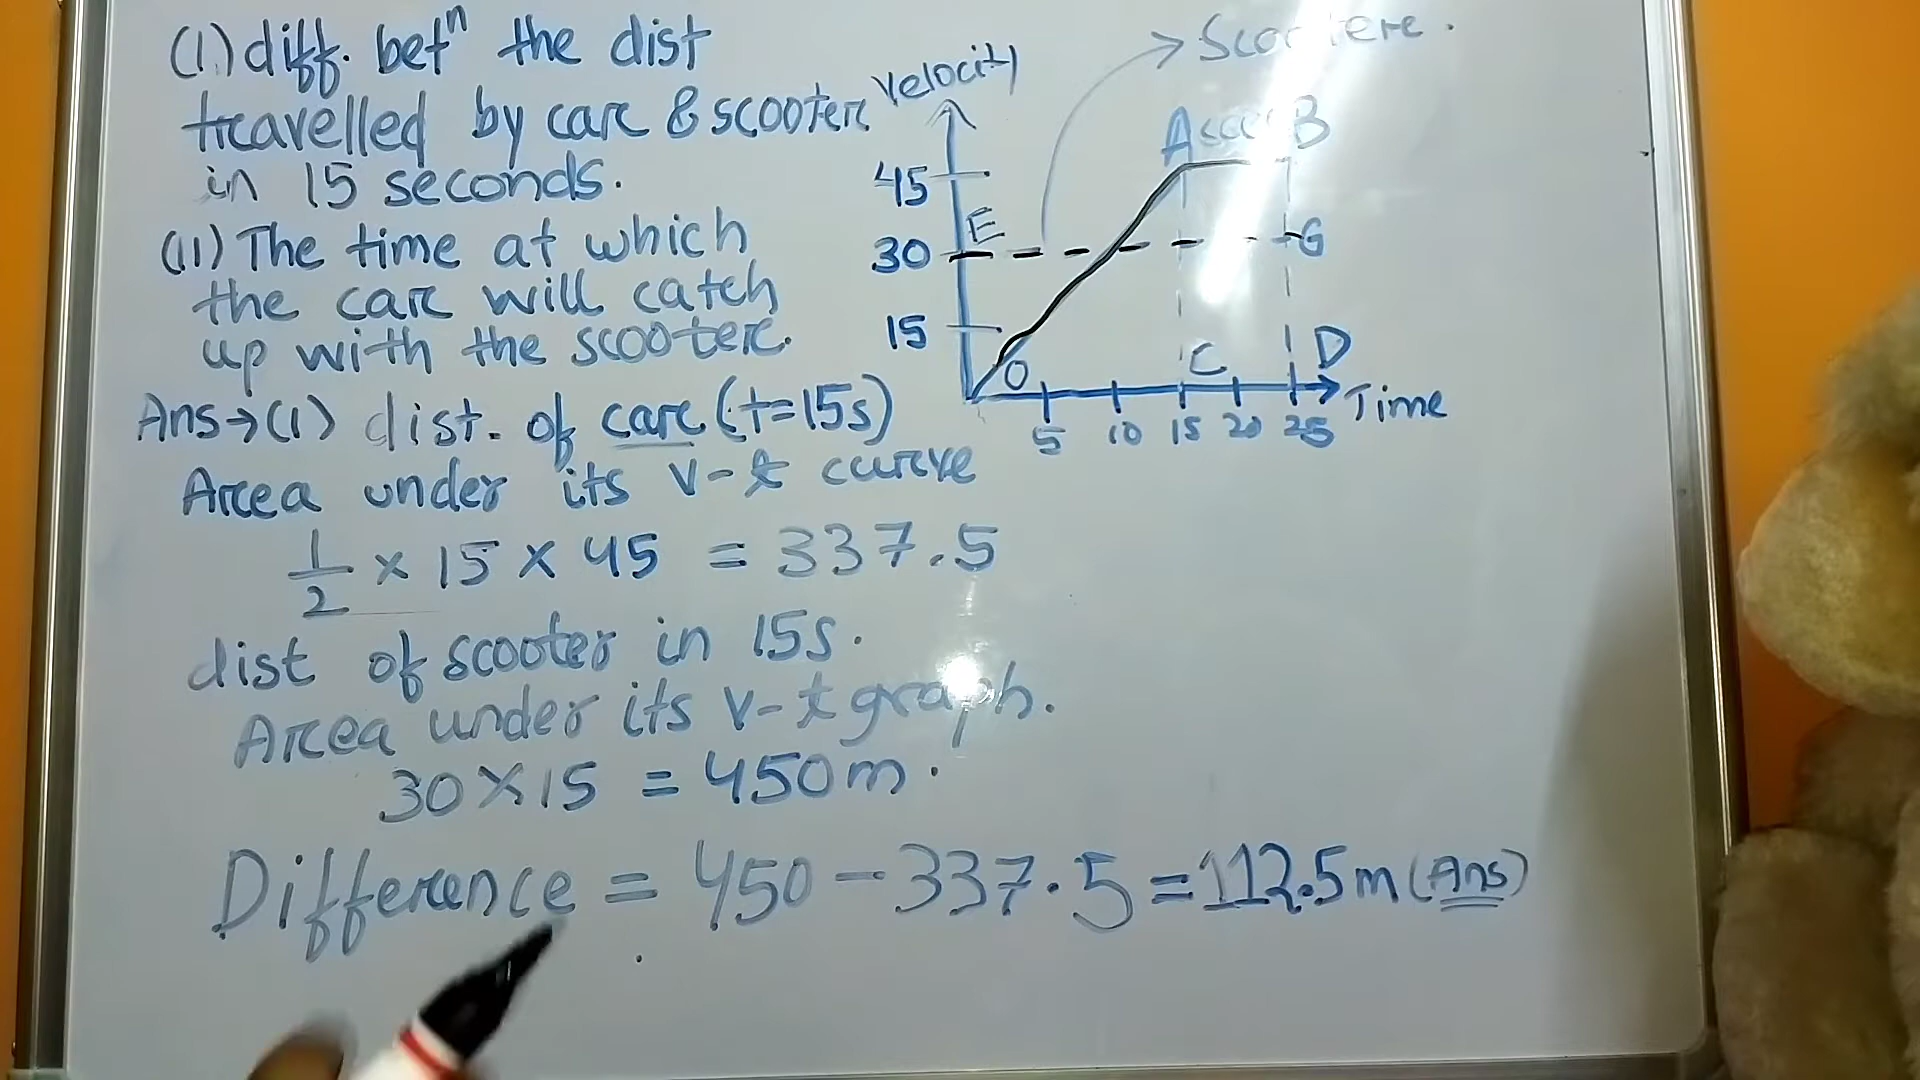 (I) diff. betⁿ the dist
travelled by car & scooter
in 15 seconds.
(II) The time at which
the car will catch
up with the scooter.
Ans→(I) dist. of car (t=15s)
Area under its v-t curve
1/2 × 15 × 45 = 337.5
dist of scooter in 15s.
Area under its v-t graph.
30×15 = 450m.
Difference = 450 - 337.5 = 112.5m (Ans)
Velocity
A B
45
E
30
G
15
O
C
D
5 10 15 20 25 Time